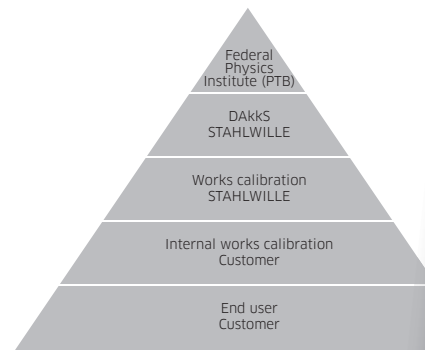 Federal
Physics
Institute (PTB)
DAkkS
STAHLWILLE
Works calibration
STAHLWILLE
Internal works calibration
Customer
End user
Customer